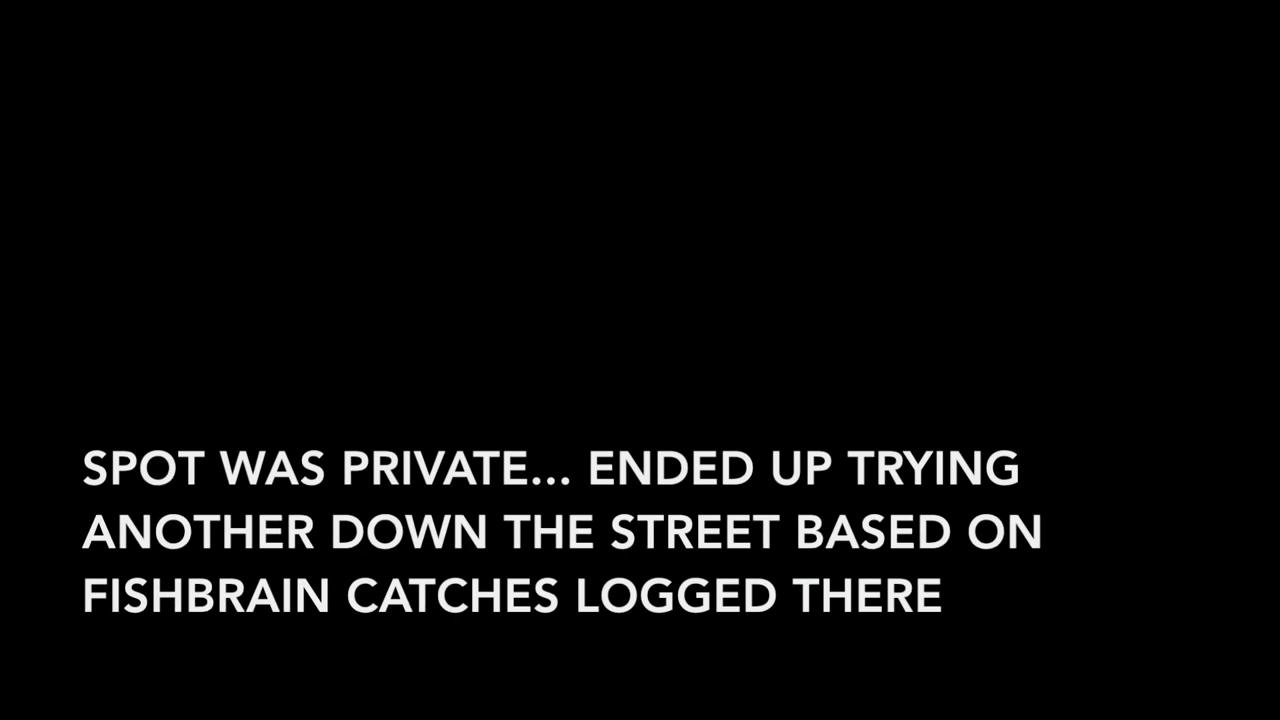 SPOT WAS PRIVATE... ENDED UP TRYING
ANOTHER DOWN THE STREET BASED ON
FISHBRAIN CATCHES LOGGED THERE